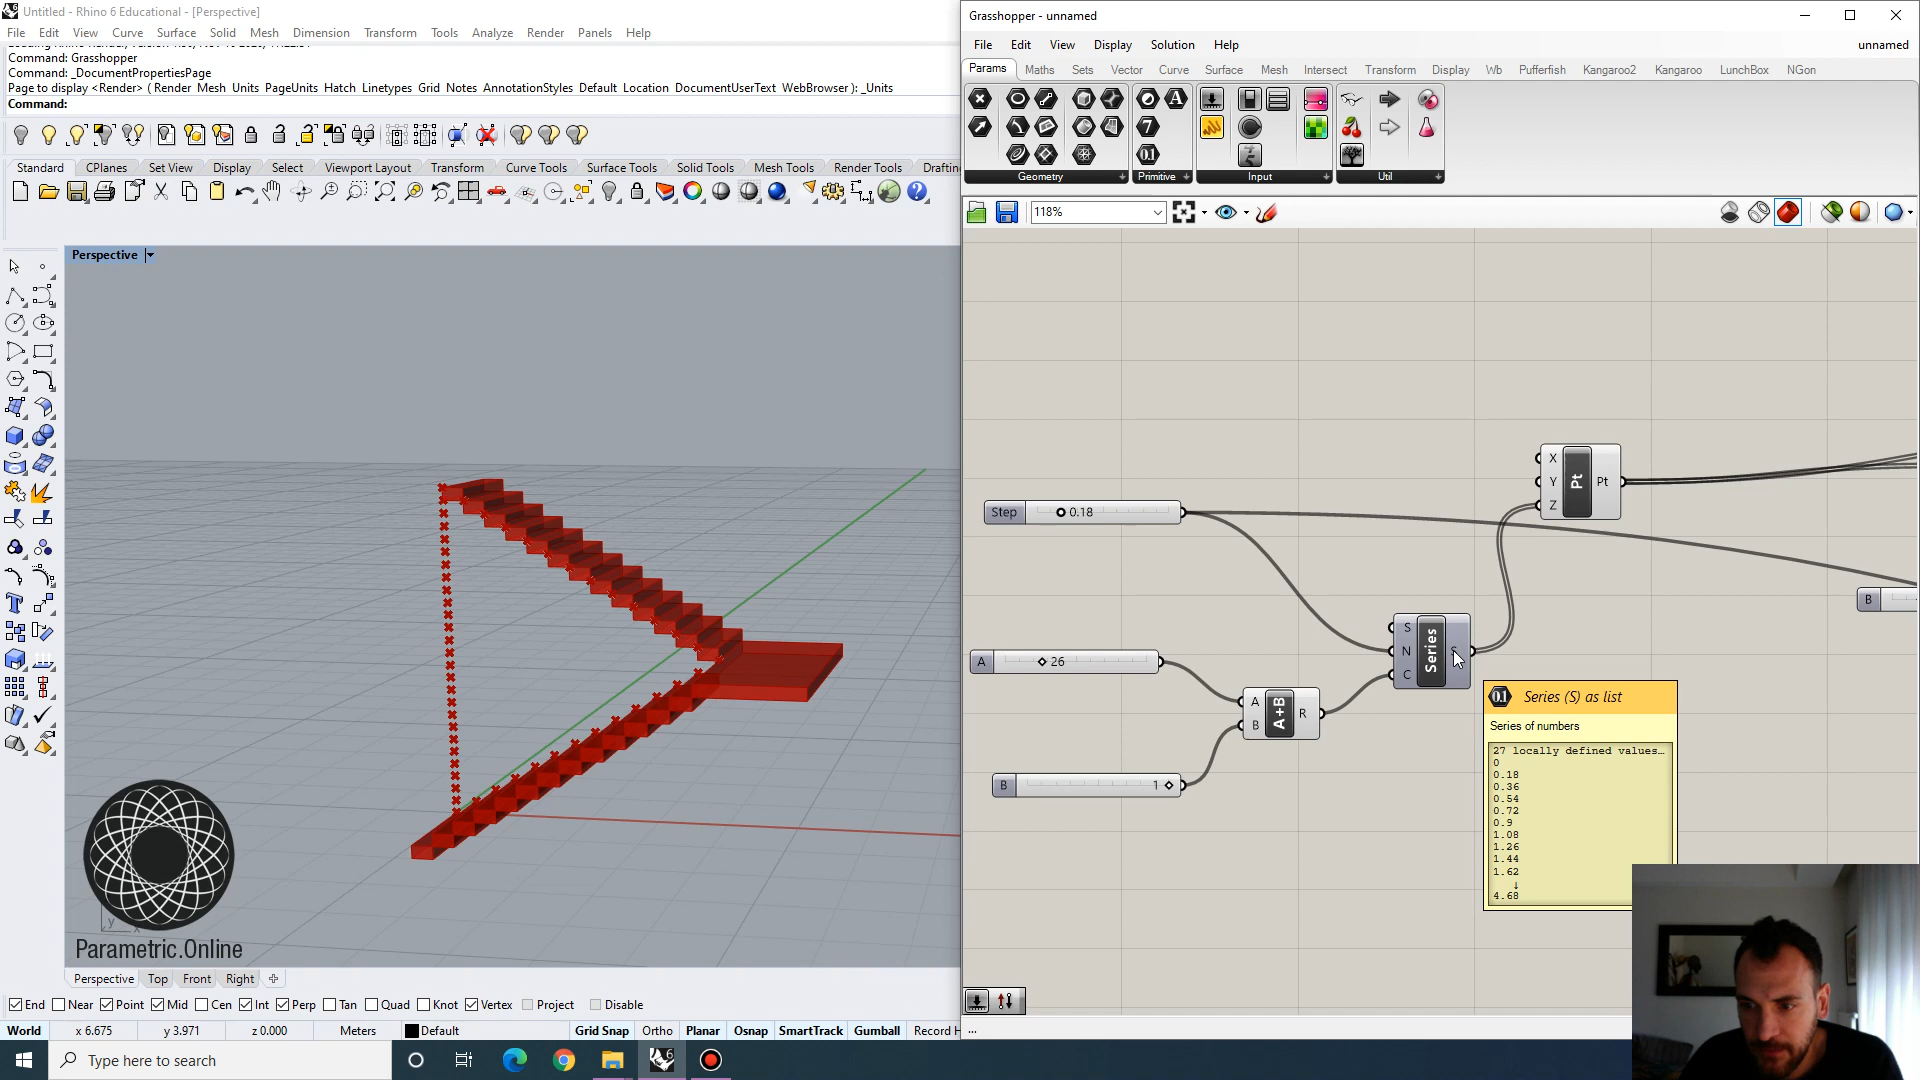 Untitled - Rhino 6 Educational - [Perspective]
File Edit View Curve Surface Solid Mesh Dimension Transform Tools Analyze Render Panels Help
Command: Grasshopper
Command: _DocumentPropertiesPage
Page to display <Render> ( Render Mesh Units PageUnits Hatch Linetypes Grid Notes AnnotationStyles Default Location DocumentUserText WebBrowser ): _Units
Command:
Standard CPlanes Set View Display Select Viewport Layout Transform Curve Tools Surface Tools Solid Tools Mesh Tools Render Tools Draftin
Perspective
Parametric.Online
Perspective Top Front Right
End Near Point Mid Cen Int Perp Tan Quad Knot Vertex Project Disable
World x 6.675 y 3.971 z 0.000 Meters Default Grid Snap Ortho Planar Osnap SmartTrack Gumball Record H
Type here to search
Grasshopper - unnamed
File Edit View Display Solution Help unnamed
Params Maths Sets Vector Curve Surface Mesh Intersect Transform Display Wb Pufferfish Kangaroo2 Kangaroo LunchBox NGon
Geometry Primitive Input Util
118%
X
Y Pt Pt
Z
Step 0.18
B
S
N Series S
C
A 26
A
B A+B R
B 1
Series (S) as list
Series of numbers
27 locally defined values…
0
0.18
0.36
0.54
0.72
0.9
1.08
1.26
1.44
1.62
↓
4.68
...